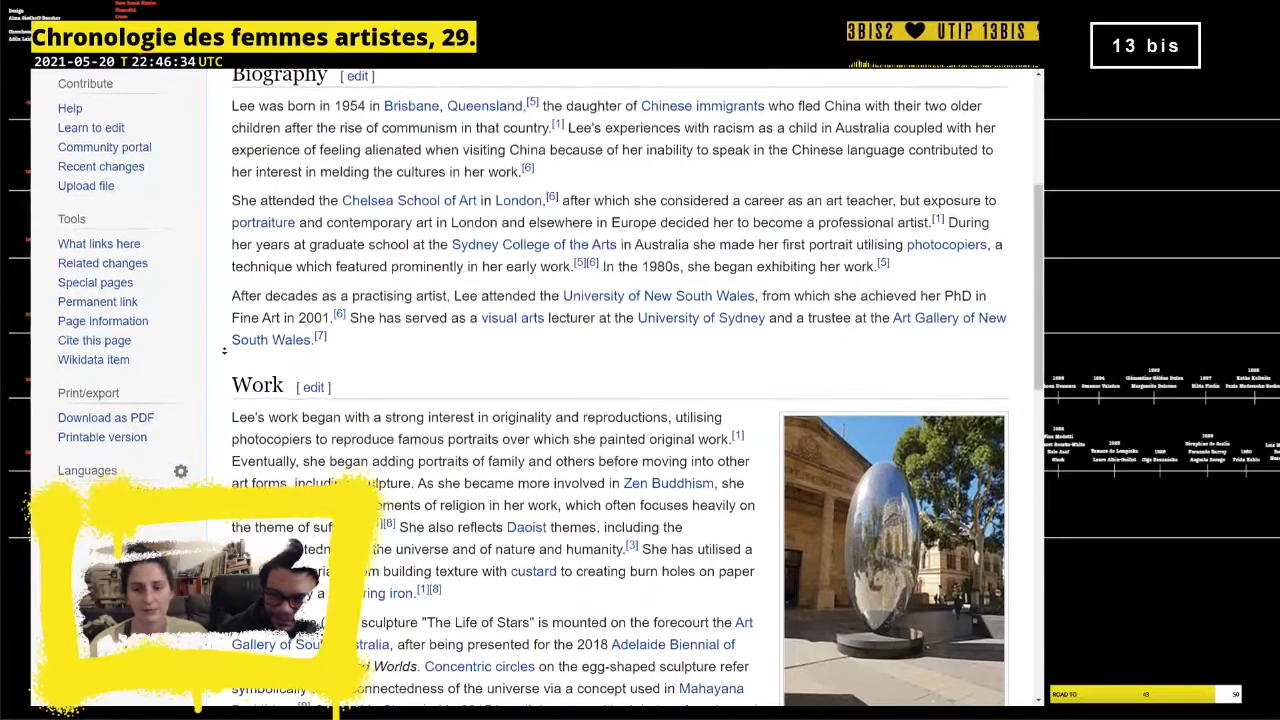 Design
Chronologie des femmes artistes, 29.
2021-05-20 T 22:46:34 UTC
3BIS2 ♥ UTIP 13BIS
13 bis
Contribute
Help
Learn to edit
Community portal
Recent changes
Upload file
Tools
What links here
Related changes
Special pages
Permanent link
Page information
Cite this page
Wikidata item
Print/export
Download as PDF
Printable version
Languages
Biography [ edit ]
Lee was born in 1954 in Brisbane, Queensland,[5] the daughter of Chinese immigrants who fled China with their two older
children after the rise of communism in that country.[1] Lee's experiences with racism as a child in Australia coupled with her
experience of feeling alienated when visiting China because of her inability to speak in the Chinese language contributed to
her interest in melding the cultures in her work.[6]
She attended the Chelsea School of Art in London,[6] after which she considered a career as an art teacher, but exposure to
portraiture and contemporary art in London and elsewhere in Europe decided her to become a professional artist.[1] During
her years at graduate school at the Sydney College of the Arts in Australia she made her first portrait utilising photocopiers, a
technique which featured prominently in her early work.[5][6] In the 1980s, she began exhibiting her work.[5]
After decades as a practising artist, Lee attended the University of New South Wales, from which she achieved her PhD in
Fine Art in 2001.[6] She has served as a visual arts lecturer at the University of Sydney and a trustee at the Art Gallery of New
South Wales.[7]
Work [ edit ]
Lee's work began with a strong interest in originality and reproductions, utilising
photocopiers to reproduce famous portraits over which she painted original work.[1]
Eventually, she began adding portraits of family and others before moving into other
art forms, including sculpture. As she became more involved in Zen Buddhism, she
ements of religion in her work, which often focuses heavily on
the theme of suf [8] She also reflects Daoist themes, including the
the universe and of nature and humanity.[3] She has utilised a
om building texture with custard to creating burn holes on paper
a ring iron.[1][8]
sculpture "The Life of Stars" is mounted on the forecourt the Art
Gallery of Sou stralia, after being presented for the 2018 Adelaide Biennial of
d Worlds. Concentric circles on the egg-shaped sculpture refer
symbolically connectedness of the universe via a concept used in Mahayana
ROAD TO 43 50